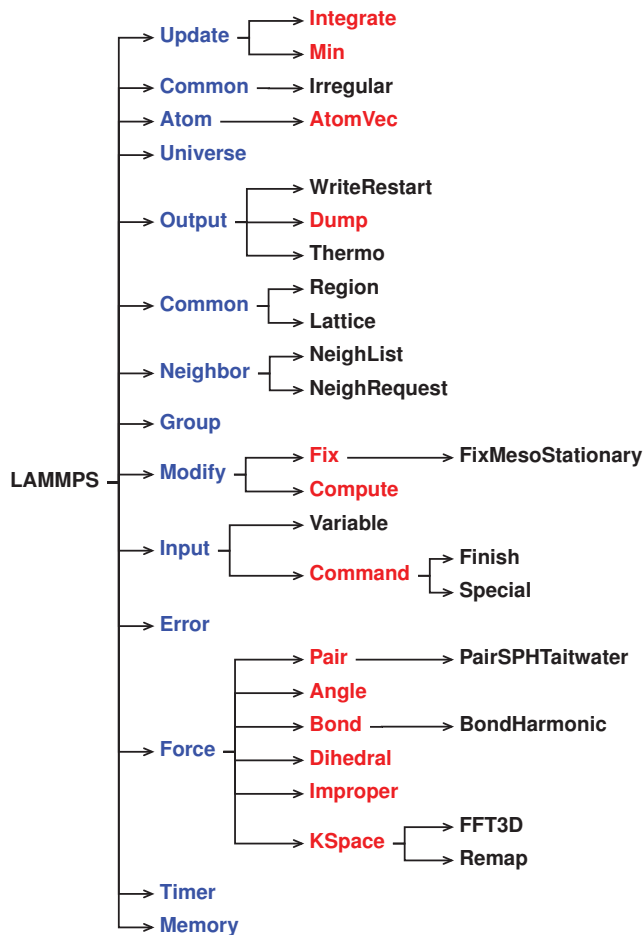 Integrate
Update
Min
Common Irregular
Atom AtomVec
Universe
WriteRestart
Output Dump
Thermo
Region
Common
Lattice
NeighList
Neighbor
NeighRequest
Group
Fix FixMesoStationary
LAMMPS Modify
Compute
Variable
Input
Finish
Command
Special
Error
Pair PairSPHTaitwater
Angle
Bond BondHarmonic
Force Dihedral
Improper
FFT3D
KSpace
Remap
Timer
Memory